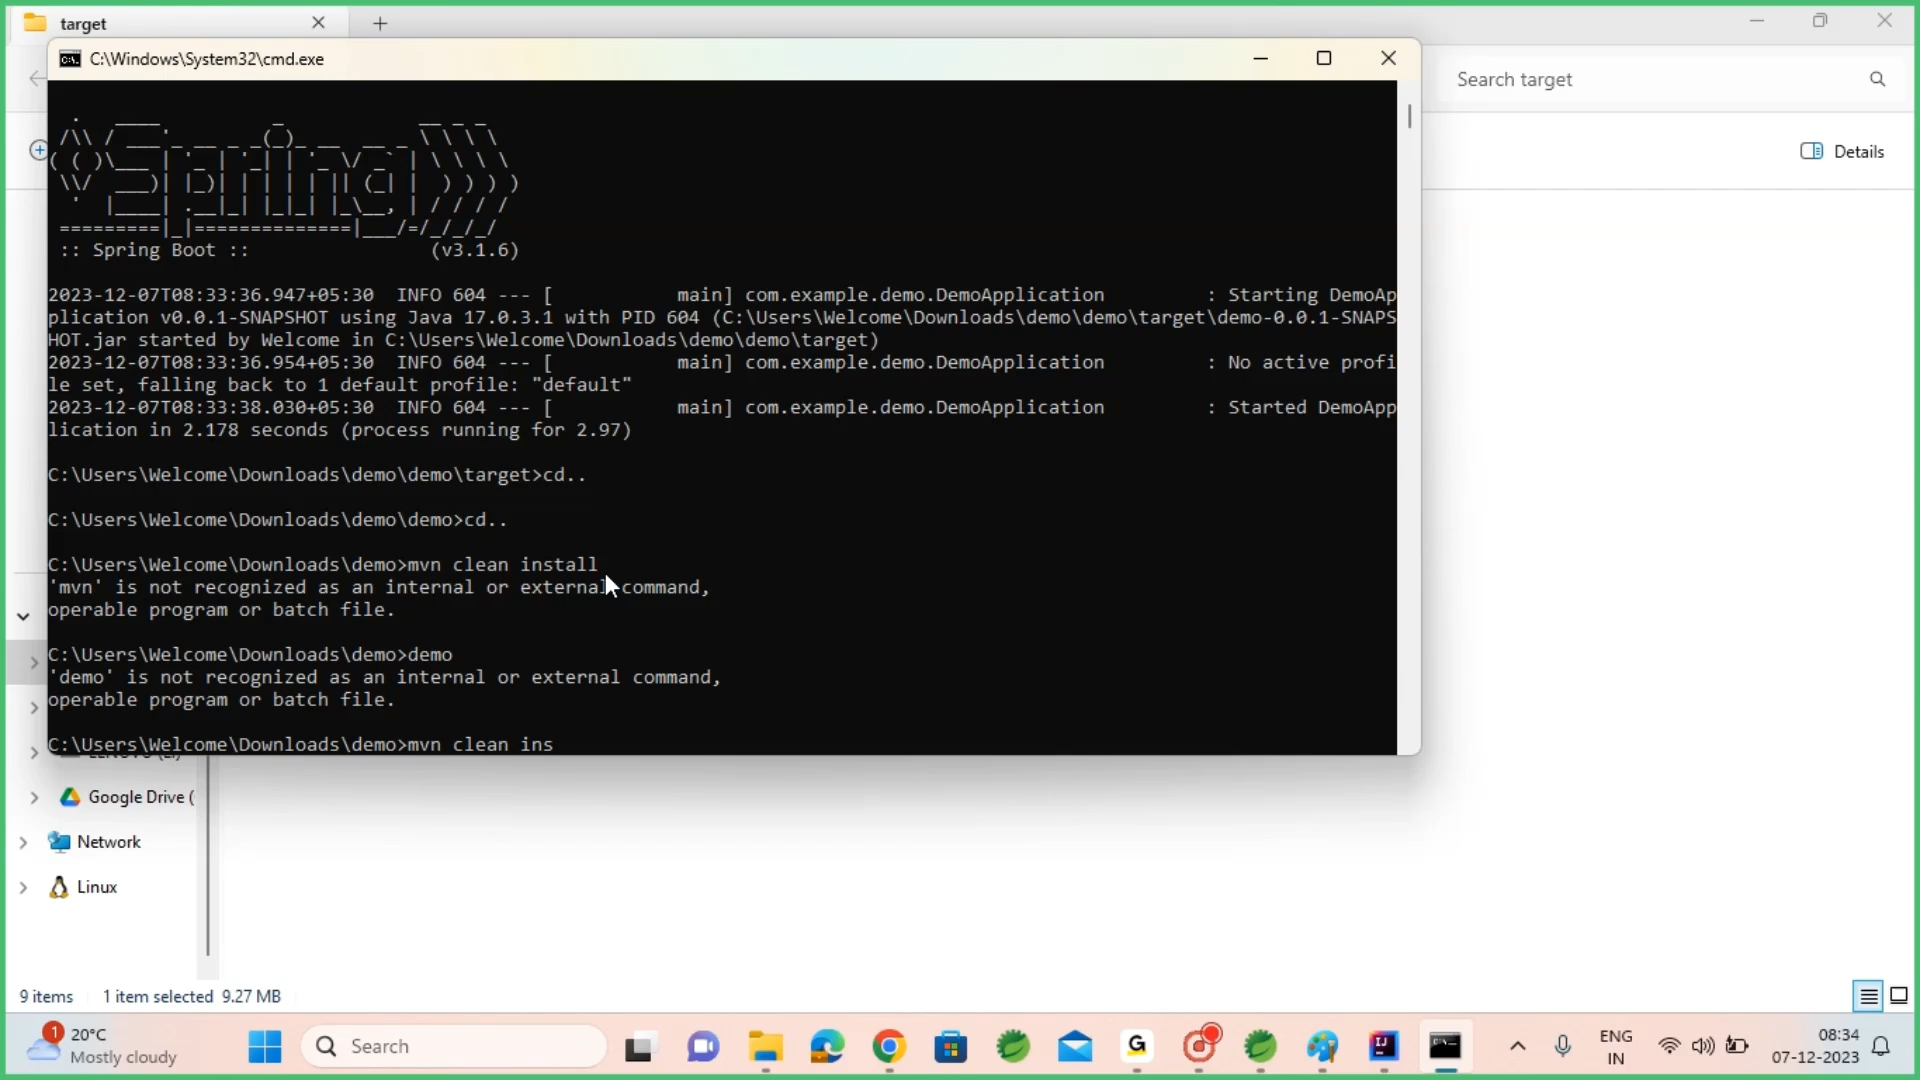 target
C:\Windows\System32\cmd.exe
Search target
Details
:: Spring Boot ::                (v3.1.6)
2023-12-07T08:33:36.947+05:30  INFO 604 --- [           main] com.example.demo.DemoApplication         : Starting DemoAp
plication v0.0.1-SNAPSHOT using Java 17.0.3.1 with PID 604 (C:\Users\Welcome\Downloads\demo\demo\target\demo-0.0.1-SNAPS
HOT.jar started by Welcome in C:\Users\Welcome\Downloads\demo\demo\target)
2023-12-07T08:33:36.954+05:30  INFO 604 --- [           main] com.example.demo.DemoApplication         : No active profi
le set, falling back to 1 default profile: "default"
2023-12-07T08:33:38.030+05:30  INFO 604 --- [           main] com.example.demo.DemoApplication         : Started DemoApp
lication in 2.178 seconds (process running for 2.97)
C:\Users\Welcome\Downloads\demo\demo\target>cd..
C:\Users\Welcome\Downloads\demo\demo>cd..
C:\Users\Welcome\Downloads\demo>mvn clean install
'mvn' is not recognized as an internal or external command,
operable program or batch file.
C:\Users\Welcome\Downloads\demo>demo
'demo' is not recognized as an internal or external command,
operable program or batch file.
C:\Users\Welcome\Downloads\demo>mvn clean ins
Google Drive (
Network
Linux
9 items
1 item selected  9.27 MB
1
20°C
Mostly cloudy
Search
ENG
IN
08:34
07-12-2023